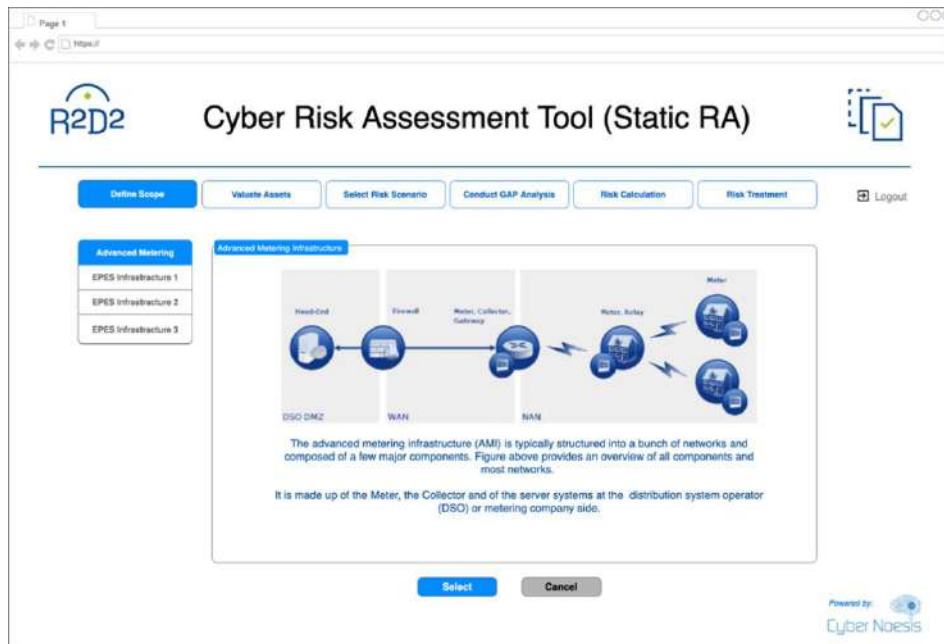 Page 1
https://
R2D2
Cyber Risk Assessment Tool (Static RA)
Define Scope
Valuete Assets
Select Risk Scenario
Conduct GAP Analysis
Risk Calculation
Risk Treatment
Logout
Advanced Metering
EPES Infrastracture 1
EPES Infrastracture 2
EPES Infrastracture 3
Advanced Metering Infrastructure
Head-End
Firewall
Meter, Collector,
Gateway
Meter, Relay
Meter
DSO DMZ
WAN
NAN
The advanced metering infrastructure (AMI) is typically structured into a bunch of networks and
composed of a few major components. Figure above provides an overview of all components and
most networks.
It is made up of the Meter, the Collector and of the server systems at the distribution system operator
(DSO) or metering company side.
Select
Cancel
Powered by:
Cyber Noesis